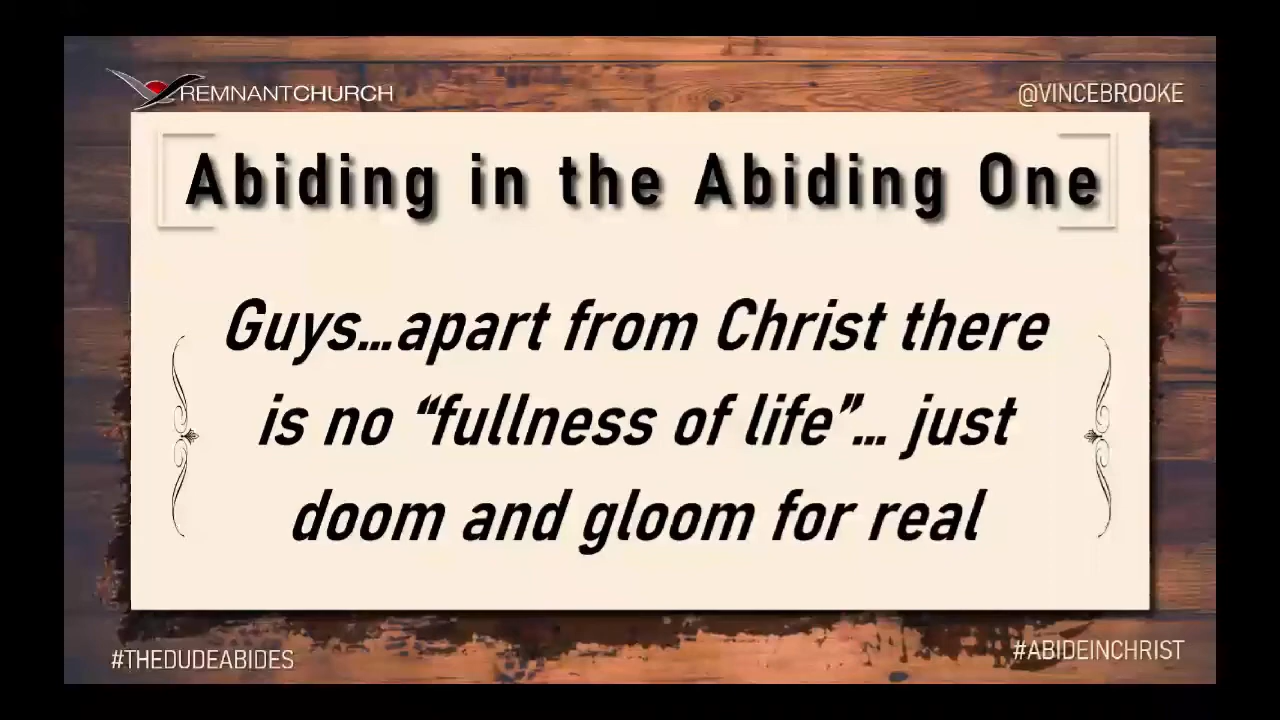 REMNANTCHURCH
@VINCEBROOKE
Abiding in the Abiding One
Guys...apart from Christ there
is no “fullness of life”... just
doom and gloom for real
#THEDUDEABIDES
#ABIDEINCHRIST